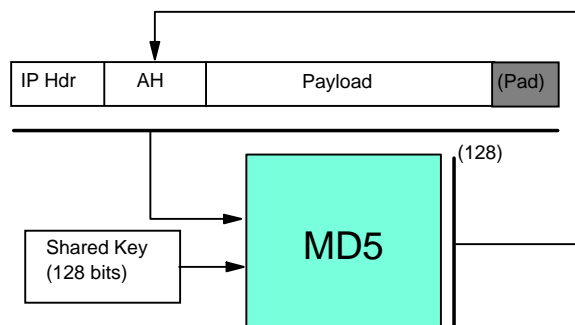 IP Hdr
AH
Payload
(Pad)
(128)
MD5
Shared Key
(128 bits)